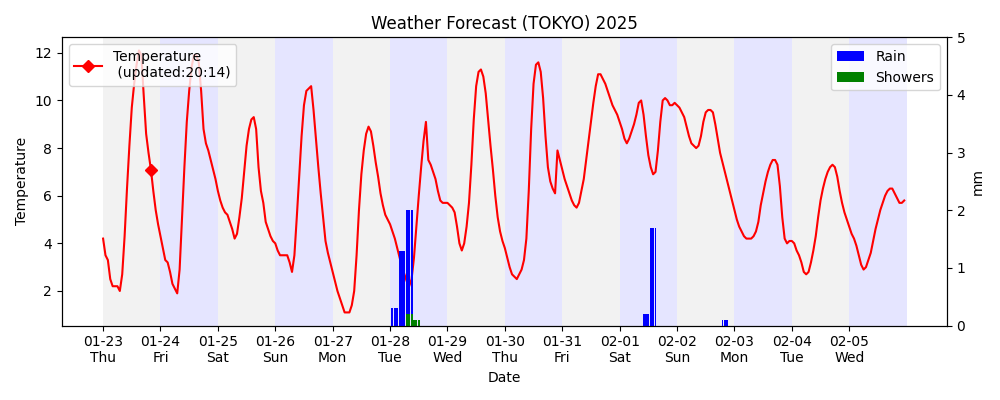 Weather Forecast (TOKYO) 2025
Temperature
(updated:20:14)
Rain
Showers
12
10
8
6
4
2
Temperature
5
4
3
2
1
0
mm
01-23 01-24 01-25 01-26 01-27 01-28 01-29 01-30 01-31 02-01 02-02 02-03 02-04 02-05
Thu Fri Sat Sun Mon Tue Wed Thu Fri Sat Sun Mon Tue Wed
Date